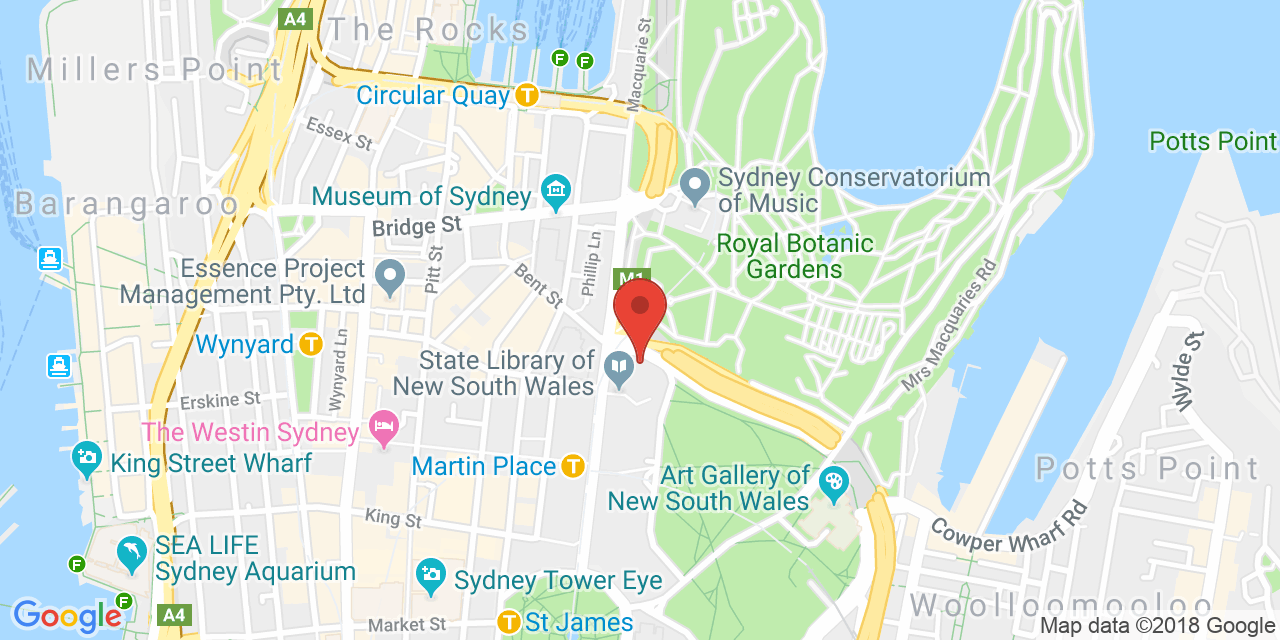 A4
The Rocks
Millers Point
Macquarie St
F
F
Circular Quay
T
Essex St
Potts Point
Sydney Conservatorium
of Music
Museum of Sydney
Barangaroo
Bridge St
Royal Botanic
Gardens
Phillip Ln
Pitt St
Essence Project
Management Pty. Ltd
Bent St
M1
Mrs Macquaries Rd
Wynyard
T
Wynyard Ln
State Library of
New South Wales
Wylde St
Erskine St
The Westin Sydney
King Street Wharf
Martin Place
T
Art Gallery of
New South Wales
Potts Point
King St
Cowper Wharf Rd
SEA LIFE
Sydney Aquarium
F
Sydney Tower Eye
F
Google
A4
Market St
T
St James
Woolloomooloo
Map data ©2018 Google